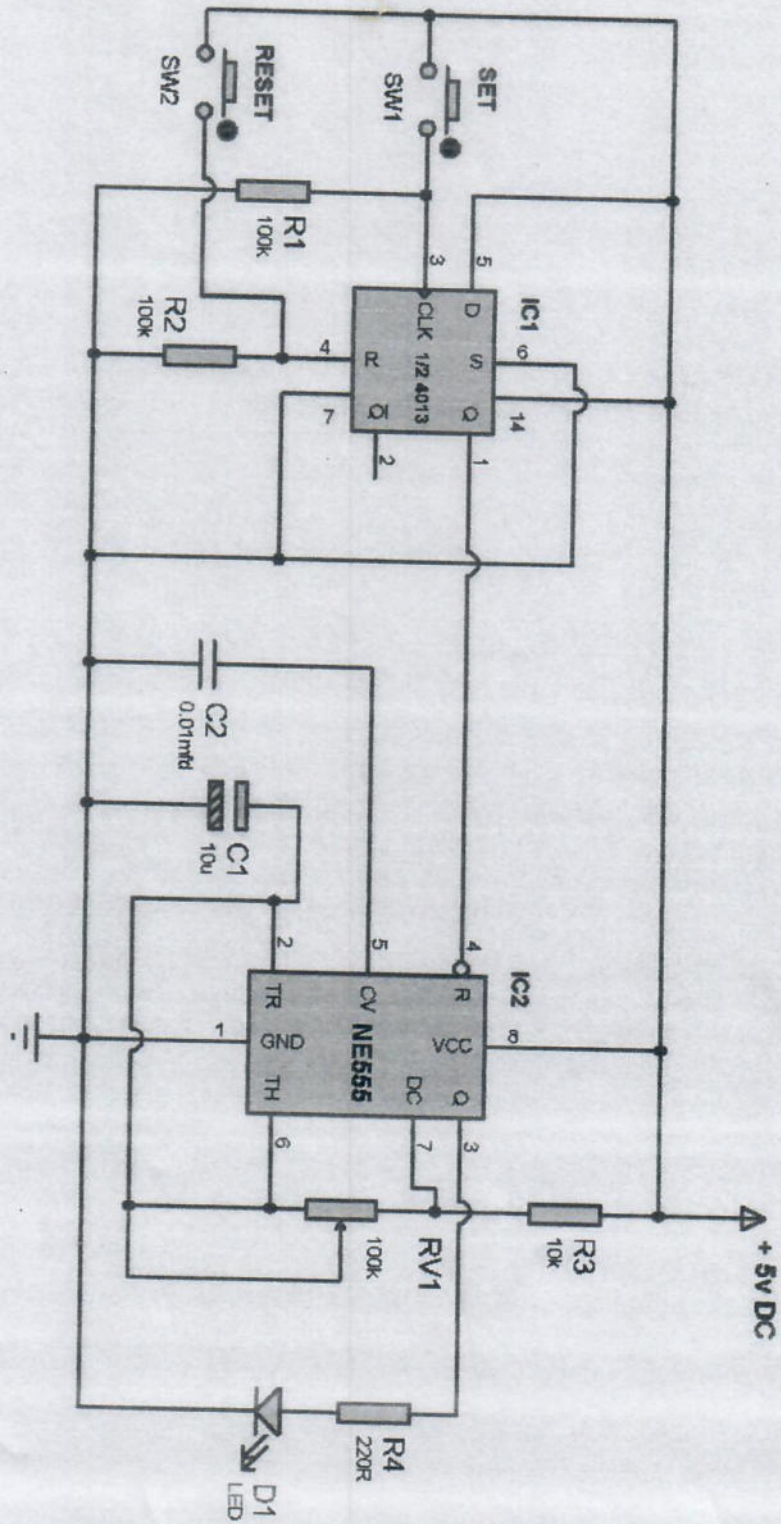 + 5v DC
SET
SW1
RESET
SW2
R1
100k
R2
100k
IC1
5
D
6
S
14
3
CLK
1/2 4013
Q
1
4
R
7
Q
2
C2
0.01mfd
C1
10u
IC2
4
R
8
VCC
3
Q
5
CV
NE555
DC
7
2
TR
1
GND
TH
6
R3
10k
RV1
100k
R4
220R
D1
LED